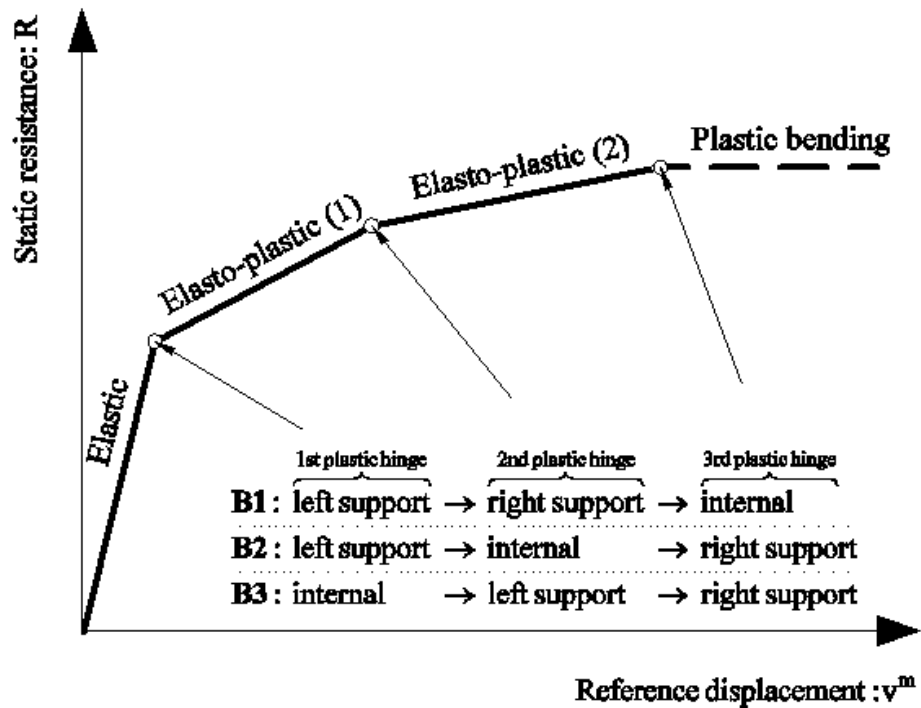 Static resistance: R
Plastic bending
Elasto-plastic (2)
Elasto-plastic (1)
Elastic
1st plastic hinge 2nd plastic hinge 3rd plastic hinge
B1 : left support → right support → internal
B2 : left support → internal → right support
B3 : internal → left support → right support
Reference displacement : vᵐ